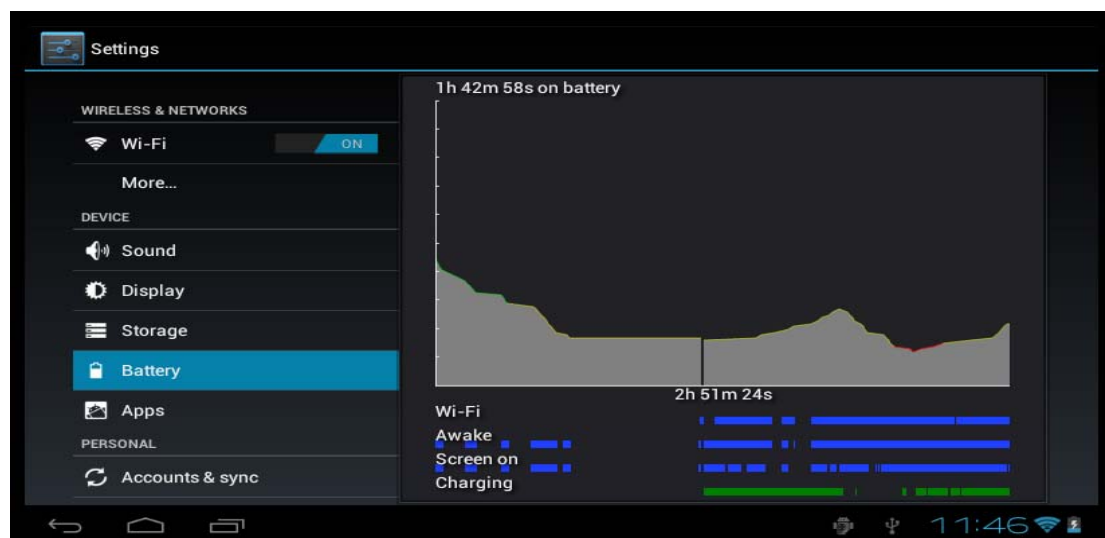 Settings
WIRELESS & NETWORKS
Wi-Fi ON
More...
DEVICE
Sound
Display
Storage
Battery
Apps
PERSONAL
Accounts & sync
1h 42m 58s on battery
2h 51m 24s
Wi-Fi
Awake
Screen on
Charging
11:46